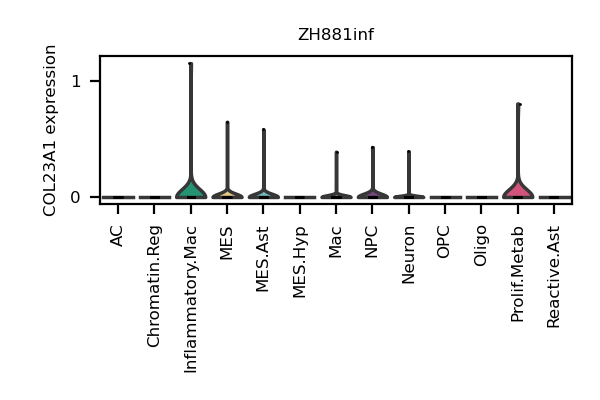 ZH881inf
COL23A1 expression
1
0
AC
Chromatin.Reg
Inflammatory.Mac
MES
MES.Ast
MES.Hyp
Mac
NPC
Neuron
OPC
Oligo
Prolif.Metab
Reactive.Ast